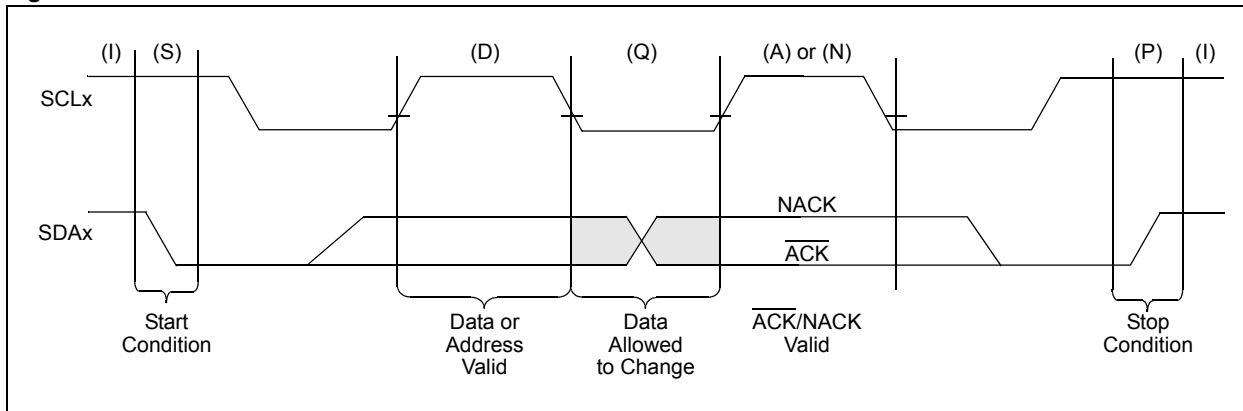 (I) (S) (D) (Q) (A) or (N) (P) (I)
SCLx
NACK
SDAx
ACK
Start
Condition
Data or
Address
Valid
Data
Allowed
to Change
ACK/NACK
Valid
Stop
Condition